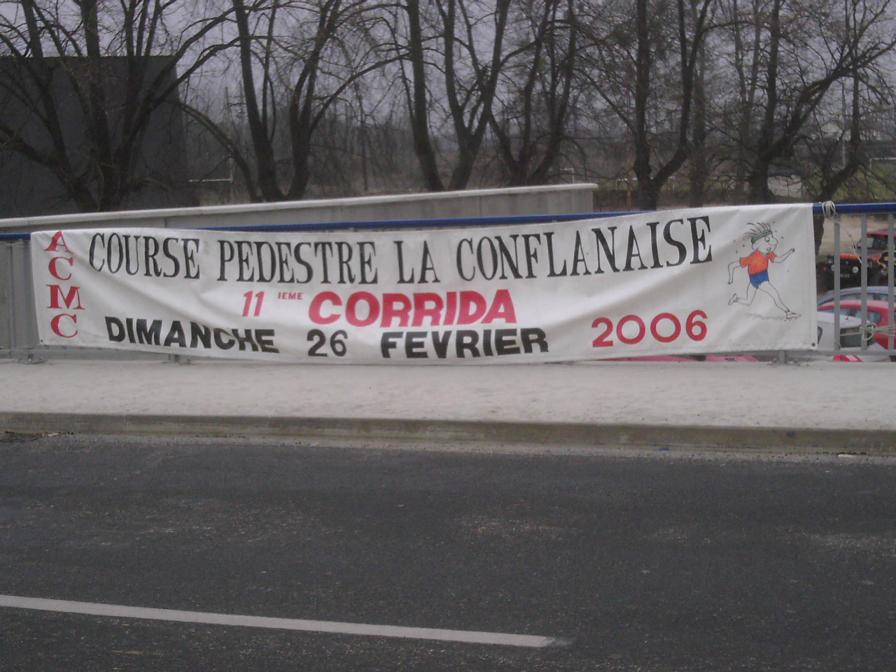 ACMC
COURSE PEDESTRE LA CONFLANAISE
11 IEME CORRIDA
DIMANCHE 26 FEVRIER 2006